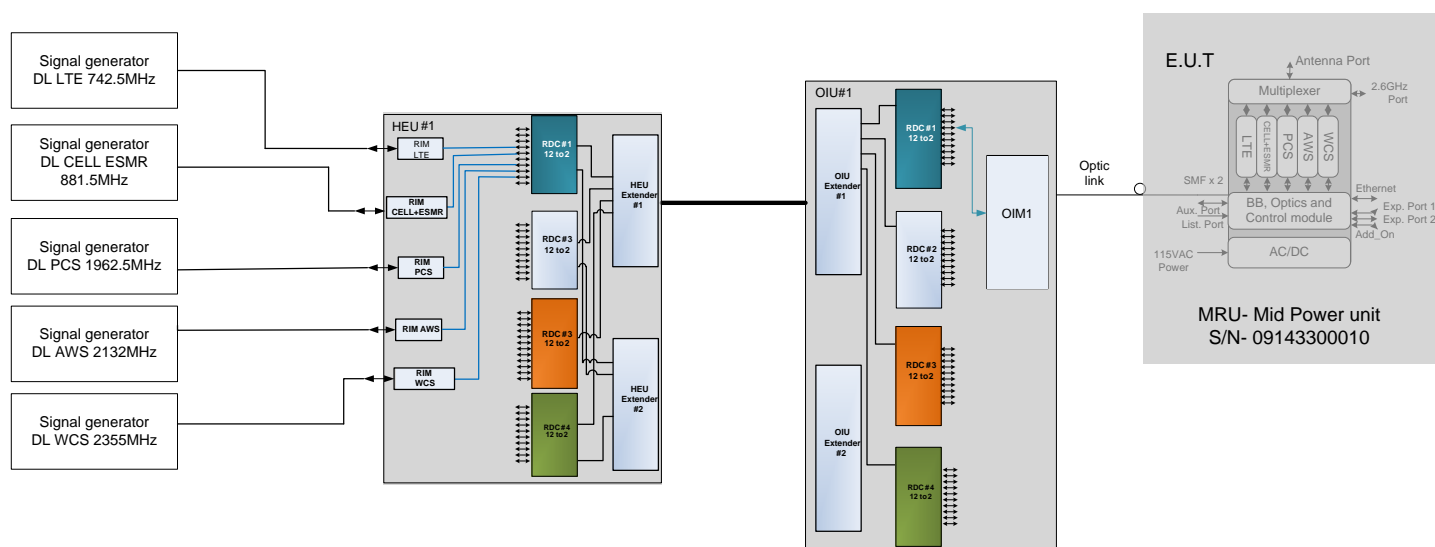 Signal generator
DL LTE 742.5MHz
Signal generator
DL CELL ESMR
881.5MHz
Signal generator
DL PCS 1962.5MHz
Signal generator
DL AWS 2132MHz
Signal generator
DL WCS 2355MHz
HEU #1
RIM
LTE
RIM
CELL+ESMR
RIM
PCS
RIM AWS
RIM
WCS
RDC#1
12 to2
RDC#3
12 to2
RDC#3
12 to2
RDC#4
12 to2
HEU
Extender
#1
HEU
Extender
#2
OIU#1
OIU
Extender
#1
OIU
Extender
#2
RDC#1
12 to2
RDC#2
12 to2
RDC#3
12 to2
RDC#4
12 to2
OIM1
Optic
link
E.U.T
Antenna Port
Multiplexer
2.6GHz
Port
LTE
CELL+ESMR
PCS
AWS
WCS
SMF x 2
Ethernet
BB, Optics and
Control module
Aux. Port
List. Port
Exp. Port 1
Exp. Port 2
Add_On
115VAC
Power
AC/DC
MRU- Mid Power unit
S/N- 09143300010